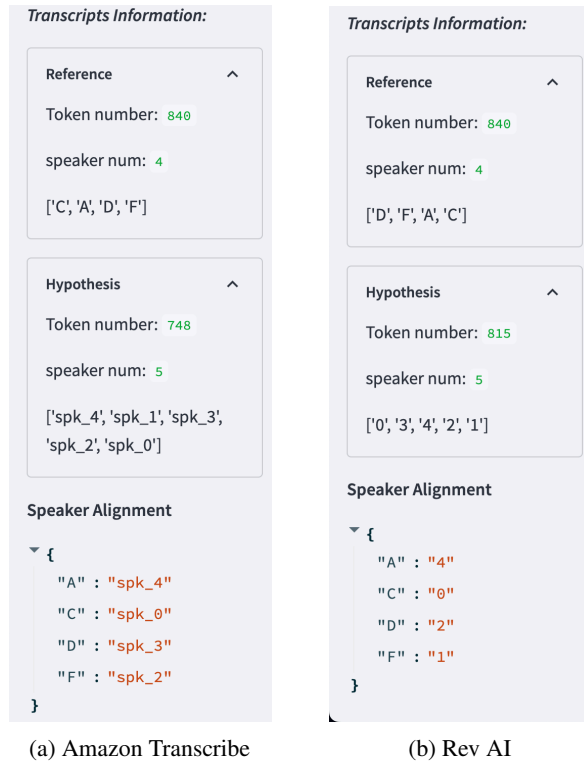 Transcripts Information:
Reference
Token number: 840
speaker num: 4
['C', 'A', 'D', 'F']
Hypothesis
Token number: 748
speaker num: 5
['spk_4', 'spk_1', 'spk_3',
'spk_2', 'spk_0']
Speaker Alignment
{
"A" : "spk_4"
"C" : "spk_0"
"D" : "spk_3"
"F" : "spk_2"
}
(a) Amazon Transcribe
Transcripts Information:
Reference
Token number: 840
speaker num: 4
['D', 'F', 'A', 'C']
Hypothesis
Token number: 815
speaker num: 5
['0', '3', '4', '2', '1']
Speaker Alignment
{
"A" : "4"
"C" : "0"
"D" : "2"
"F" : "1"
}
(b) Rev AI